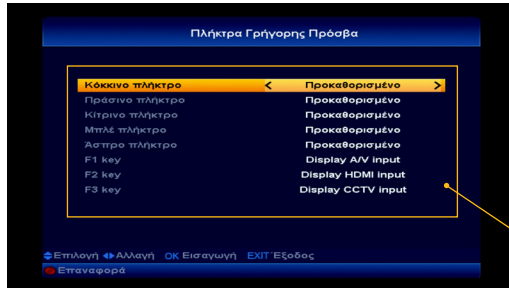 Πλήκτρα Γρήγορης Πρόσβα
Κόκκινο πλήκτρο < Προκαθορισμένο >
Πράσινο πλήκτρο Προκαθορισμένο
Κίτρινο πλήκτρο Προκαθορισμένο
Μπλέ πλήκτρο Προκαθορισμένο
Άσπρο πλήκτρο Προκαθορισμένο
F1 key Display A/V input
F2 key Display HDMI input
F3 key Display CCTV input
Επιλογή Αλλαγή OK Εισαγωγή EXIT Έξοδος
Επαναφορά